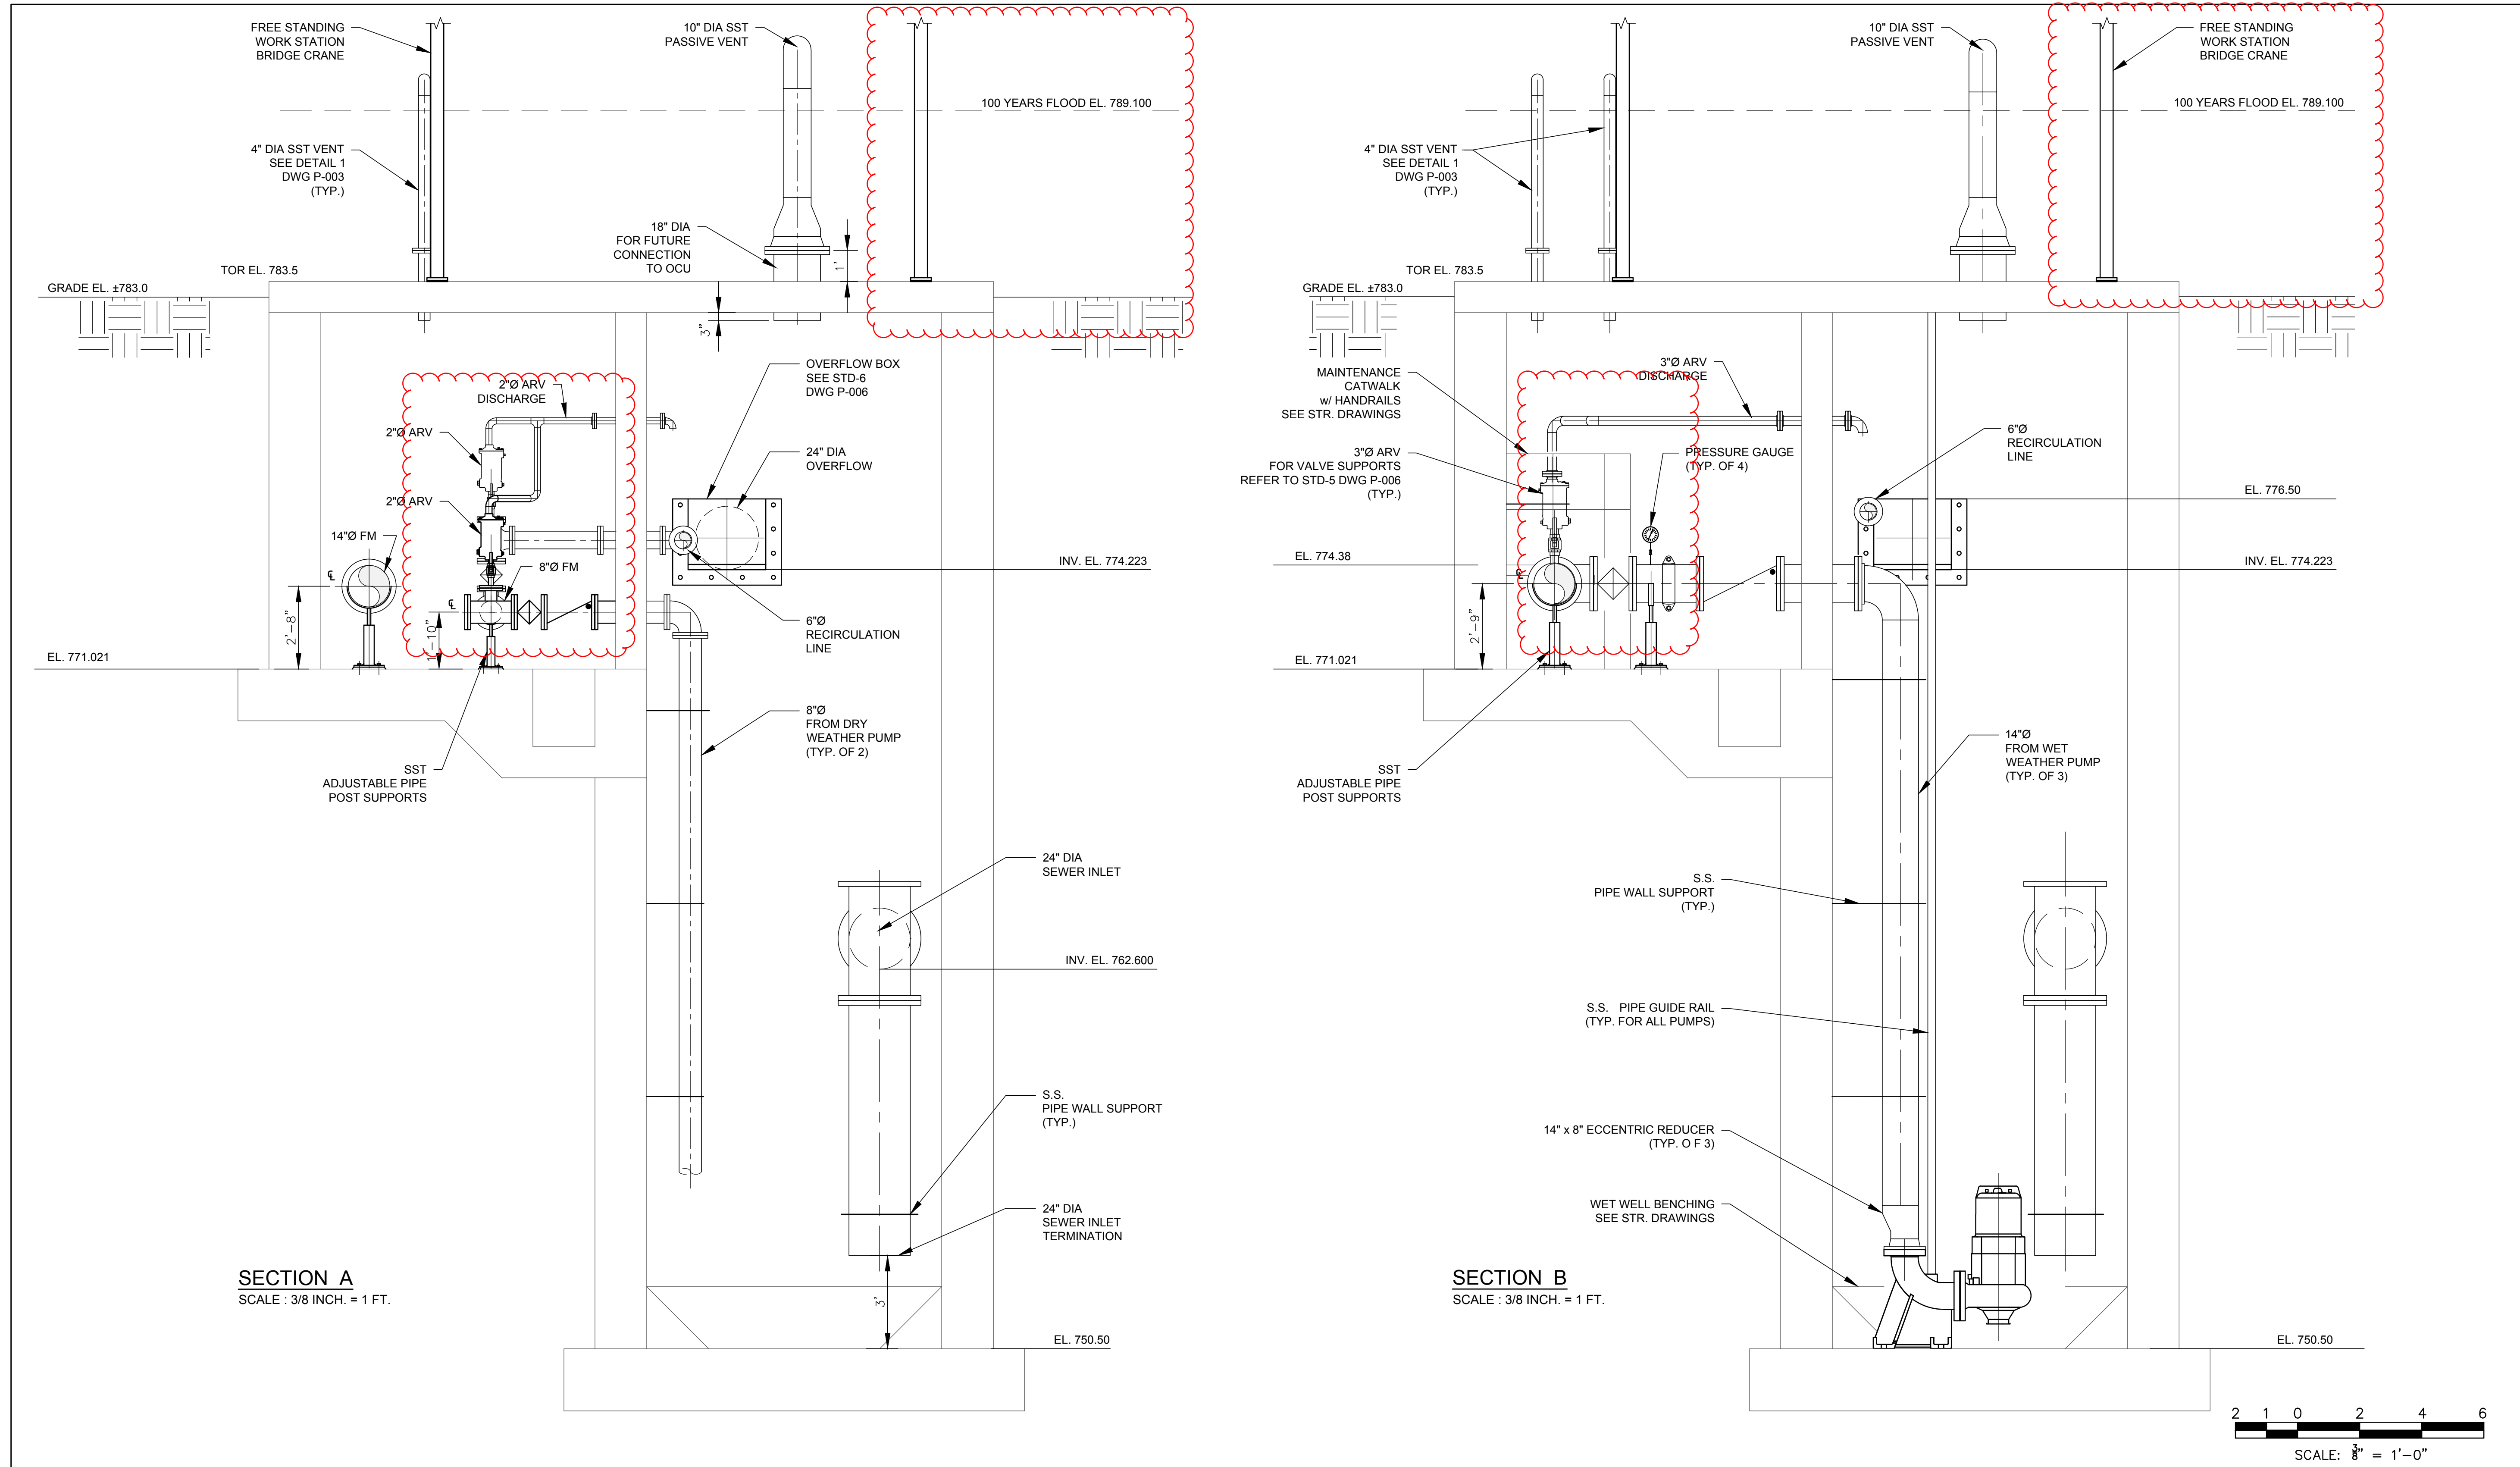 FREE STANDING
WORK STATION
BRIDGE CRANE
10" DIA SST
PASSIVE VENT
100 YEARS FLOOD EL. 789.100
4" DIA SST VENT
SEE DETAIL 1
DWG P-003
(TYP.)
18" DIA
FOR FUTURE
CONNECTION
TO OCU
1'
TOR EL. 783.5
GRADE EL. ±783.0
3"
OVERFLOW BOX
SEE STD-6
DWG P-006
2"Ø ARV
DISCHARGE
2"Ø ARV
24" DIA
OVERFLOW
2"Ø ARV
14"Ø FM
8"Ø FM
INV. EL. 774.223
℄
℄
2'-8"
1'-10"
6"Ø
RECIRCULATION
LINE
EL. 771.021
8"Ø
FROM DRY
WEATHER PUMP
(TYP. OF 2)
SST
ADJUSTABLE PIPE
POST SUPPORTS
24" DIA
SEWER INLET
INV. EL. 762.600
S.S.
PIPE WALL SUPPORT
(TYP.)
24" DIA
SEWER INLET
TERMINATION
3'
EL. 750.50
SECTION A
SCALE : 3/8 INCH. = 1 FT.
10" DIA SST
PASSIVE VENT
FREE STANDING
WORK STATION
BRIDGE CRANE
100 YEARS FLOOD EL. 789.100
4" DIA SST VENT
SEE DETAIL 1
DWG P-003
(TYP.)
TOR EL. 783.5
GRADE EL. ±783.0
3"Ø ARV
DISCHARGE
MAINTENANCE
CATWALK
w/ HANDRAILS
SEE STR. DRAWINGS
6"Ø
RECIRCULATION
LINE
3"Ø ARV
FOR VALVE SUPPORTS
REFER TO STD-5 DWG P-006
(TYP.)
PRESSURE GAUGE
(TYP. OF 4)
EL. 776.50
EL. 774.38
INV. EL. 774.223
℄
2'-9"
EL. 771.021
14"Ø
FROM WET
WEATHER PUMP
(TYP. OF 3)
SST
ADJUSTABLE PIPE
POST SUPPORTS
S.S.
PIPE WALL SUPPORT
(TYP.)
S.S. PIPE GUIDE RAIL
(TYP. FOR ALL PUMPS)
14" x 8" ECCENTRIC REDUCER
(TYP. O F 3)
WET WELL BENCHING
SEE STR. DRAWINGS
SECTION B
SCALE : 3/8 INCH. = 1 FT.
EL. 750.50
2 1 0 2 4 6
SCALE: 3/8" = 1'-0"